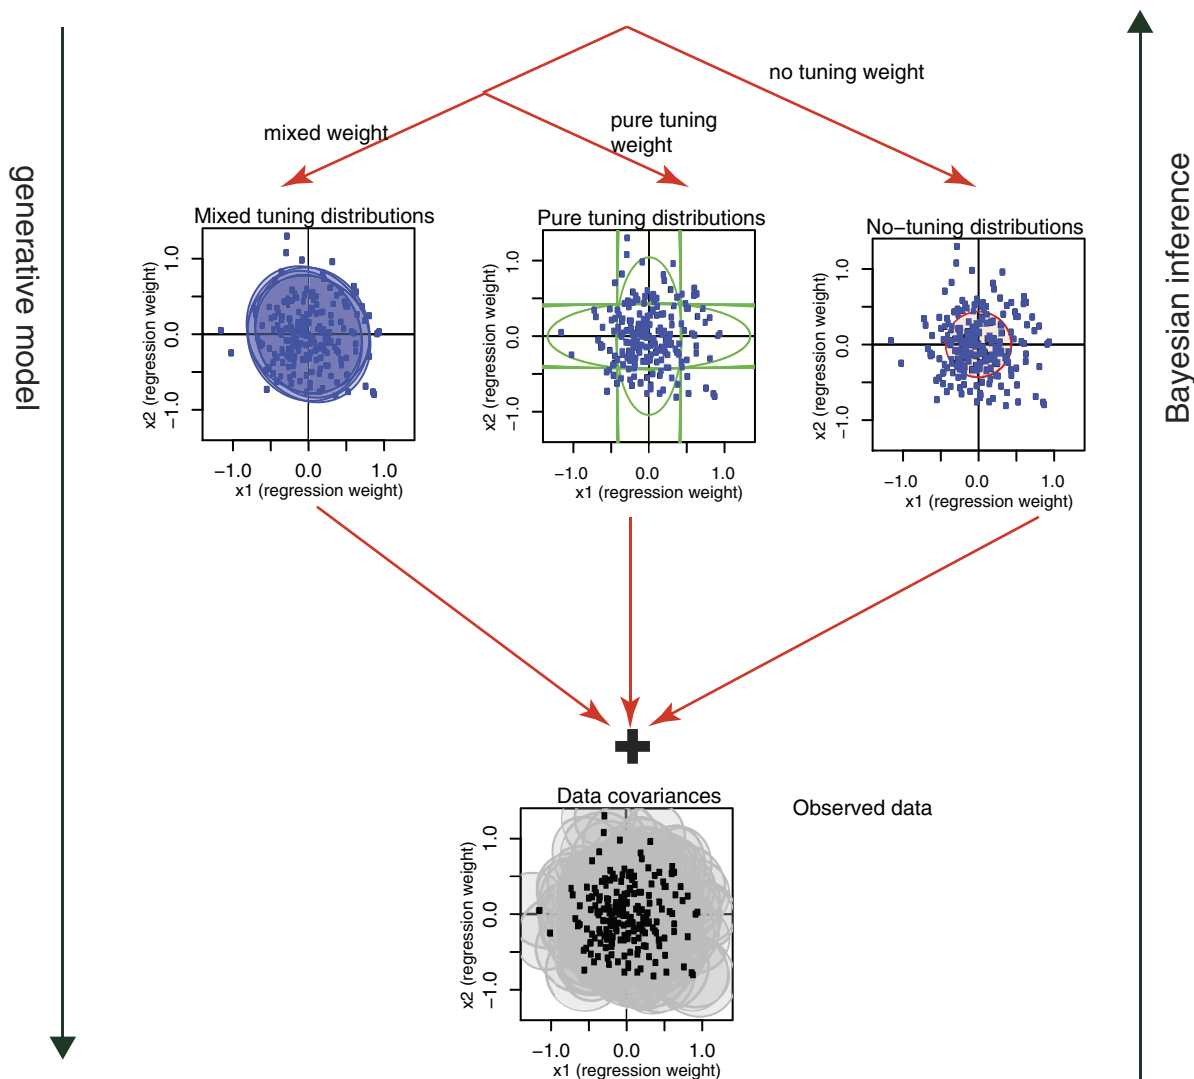 no tuning weight
mixed weight
pure tuning
weight
generative model
Bayesian inference
Mixed tuning distributions
x2 (regression weight)
1.0
0.0
−1.0
−1.0 0.0 1.0
x1 (regression weight)
Pure tuning distributions
x2 (regression weight)
1.0
0.0
−1.0
−1.0 0.0 1.0
x1 (regression weight)
No−tuning distributions
x2 (regression weight)
1.0
0.0
−1.0
−1.0 0.0 1.0
x1 (regression weight)
Data covariances
Observed data
x2 (regression weight)
1.0
0.0
−1.0
−1.0 0.0 1.0
x1 (regression weight)